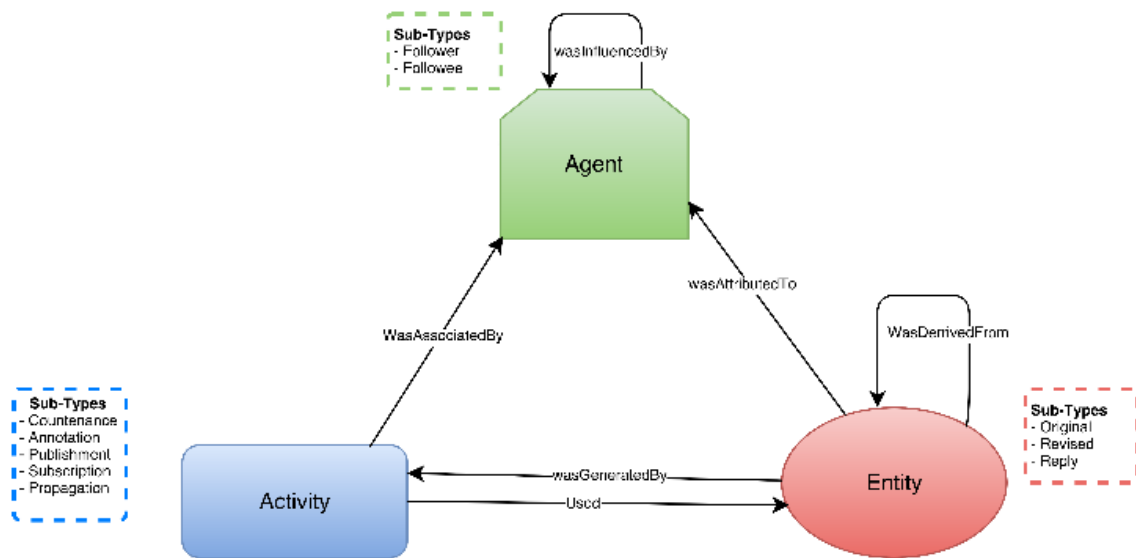 Sub-Types
- Follower
- Followee
wasInfluencedBy
Agent
wasAttributedTo
WasAssociatedBy
WasDerrivedFrom
Sub-Types
- Countenance
- Annotation
- Publishment
- Subscription
- Propagation
Sub-Types
- Original
- Revised
- Reply
wasGeneratedBy
Used
Activity
Entity